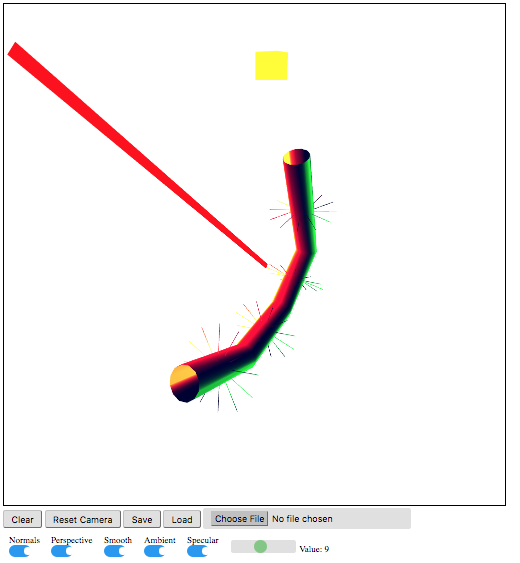 Clear Reset Camera Save Load Choose File No file chosen
Normals Perspective Smooth Ambient Specular
Value: 9